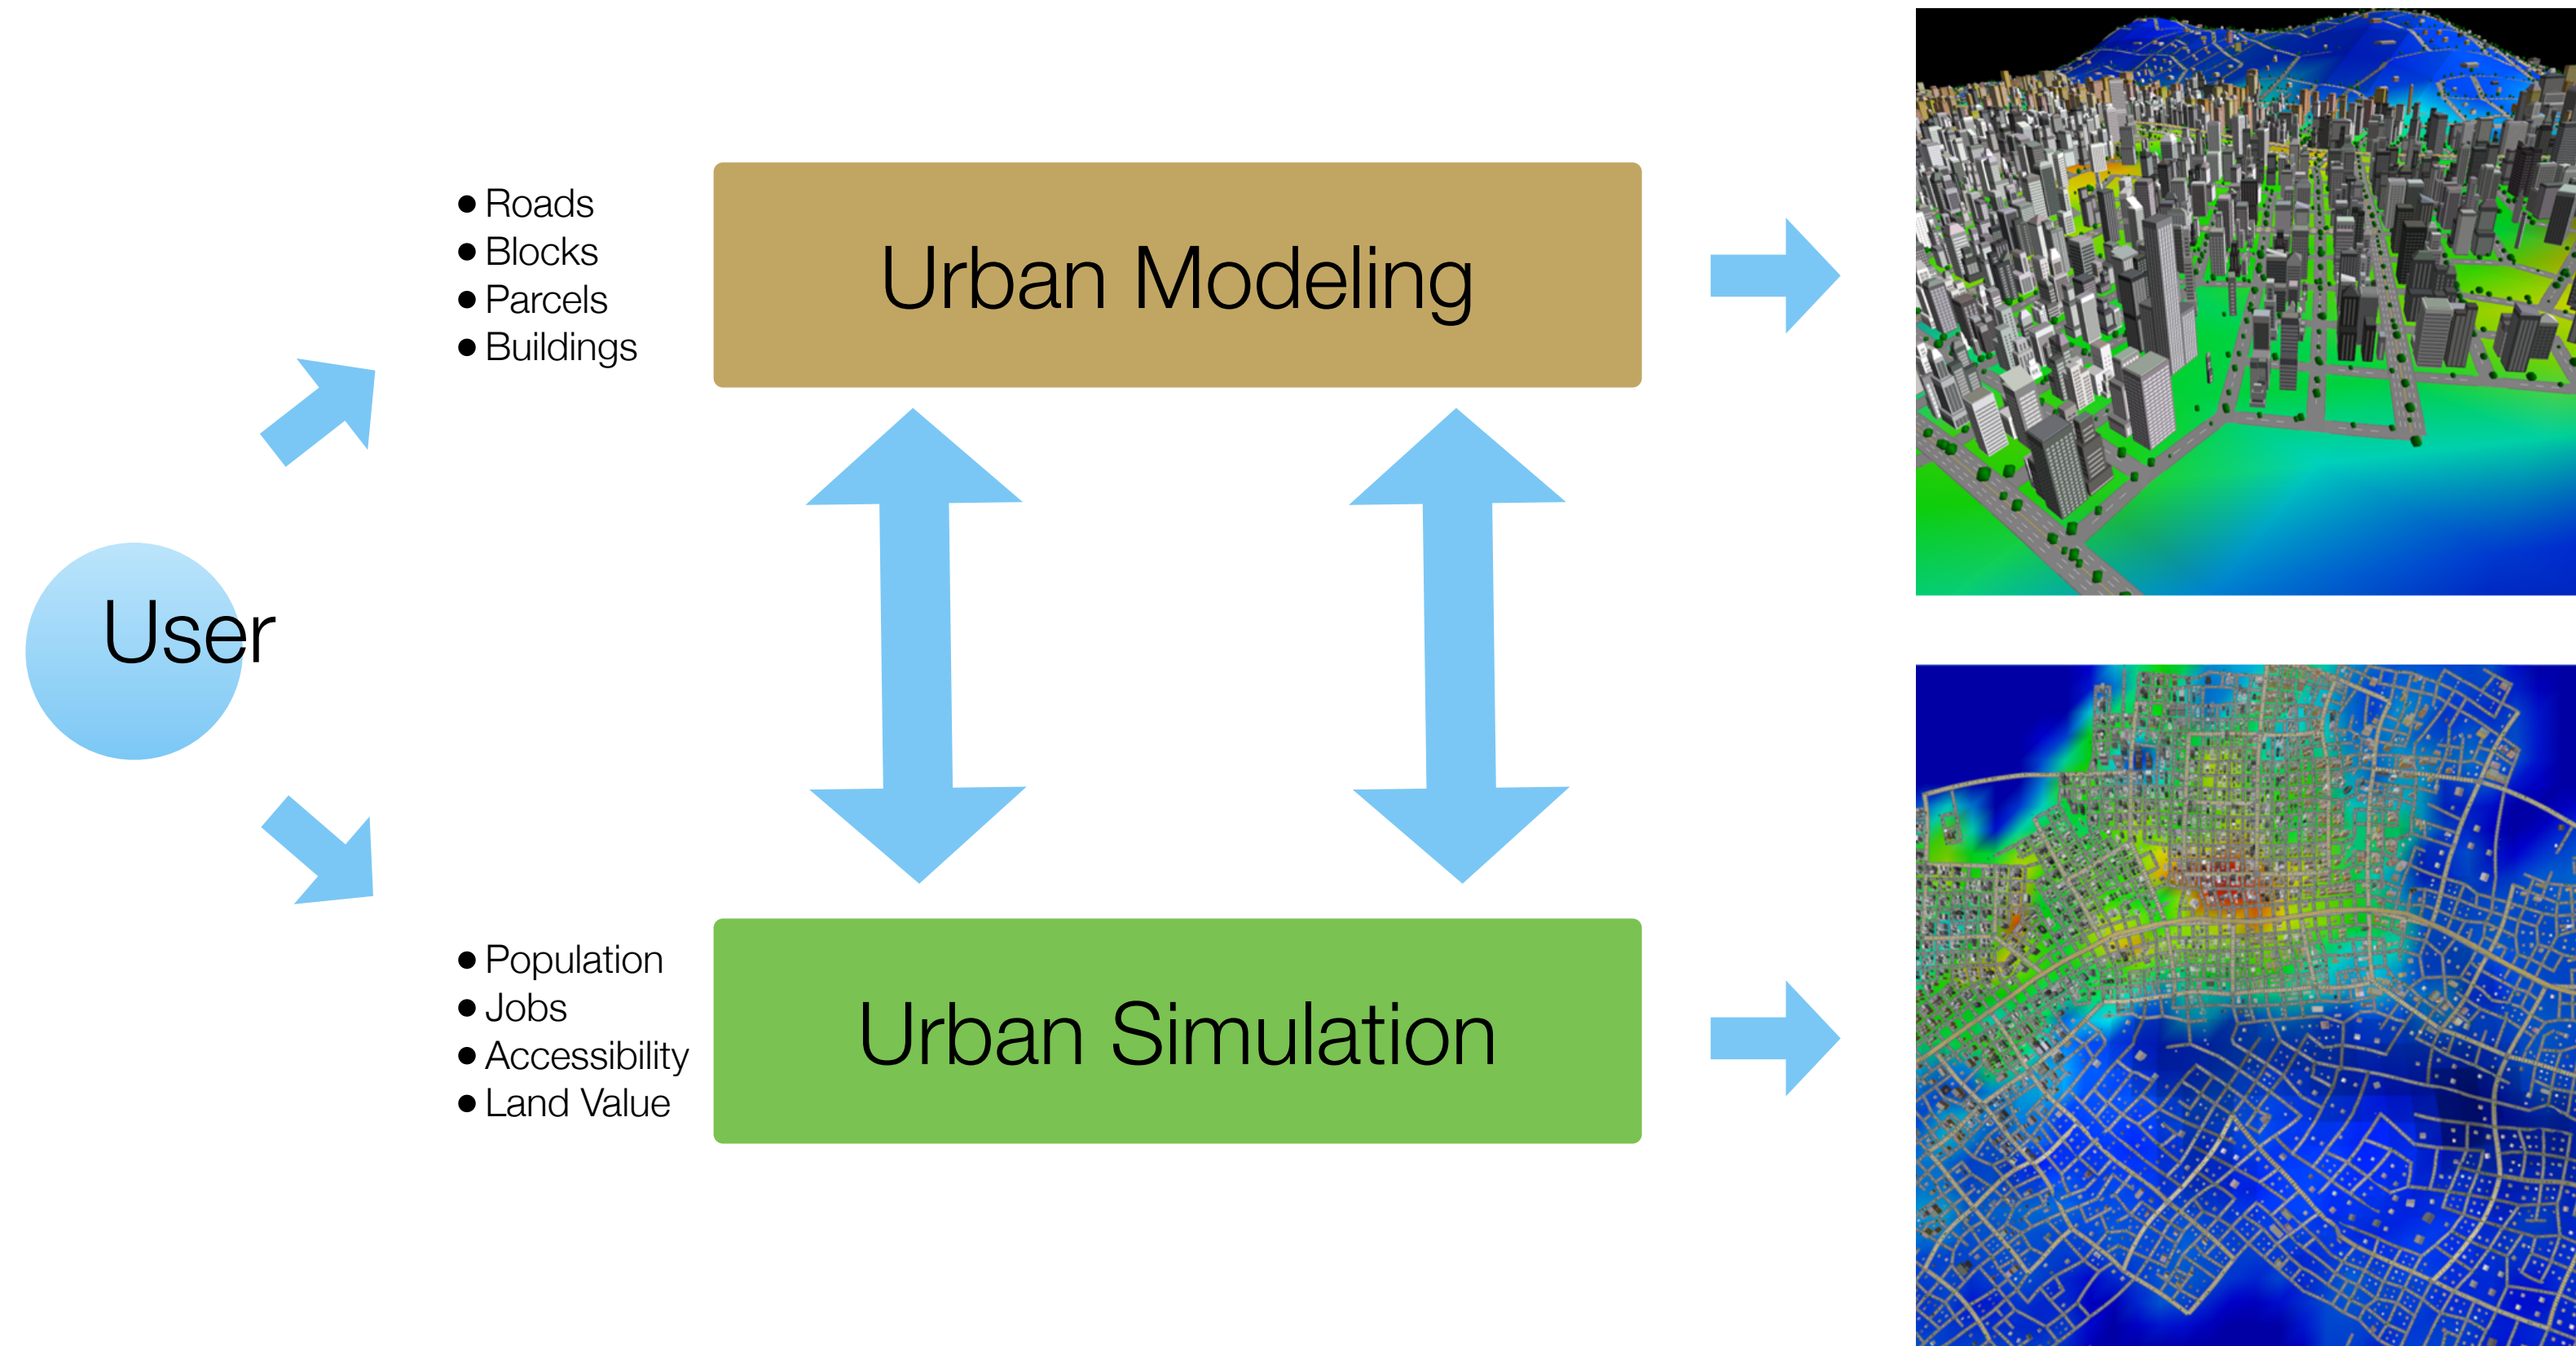 ● Roads
● Blocks
● Parcels
● Buildings
Urban Modeling
User
● Population
● Jobs
● Accessibility
● Land Value
Urban Simulation